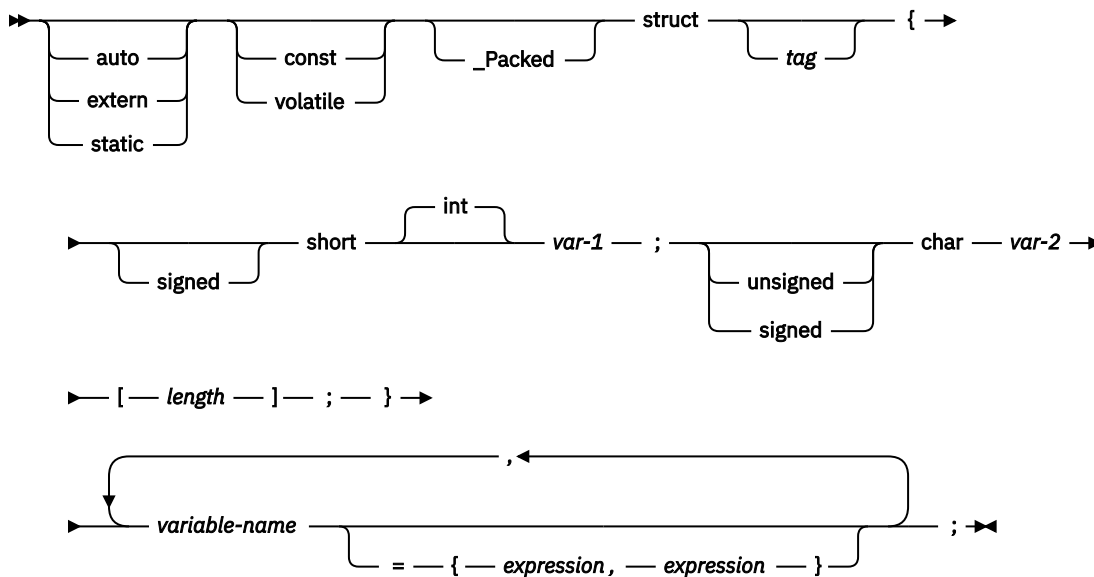 struct {
auto const _Packed tag
extern volatile
static
int
short var-1 ; char var-2
signed unsigned
signed
[ length ] ; }
,
variable-name ;
= { expression , expression }